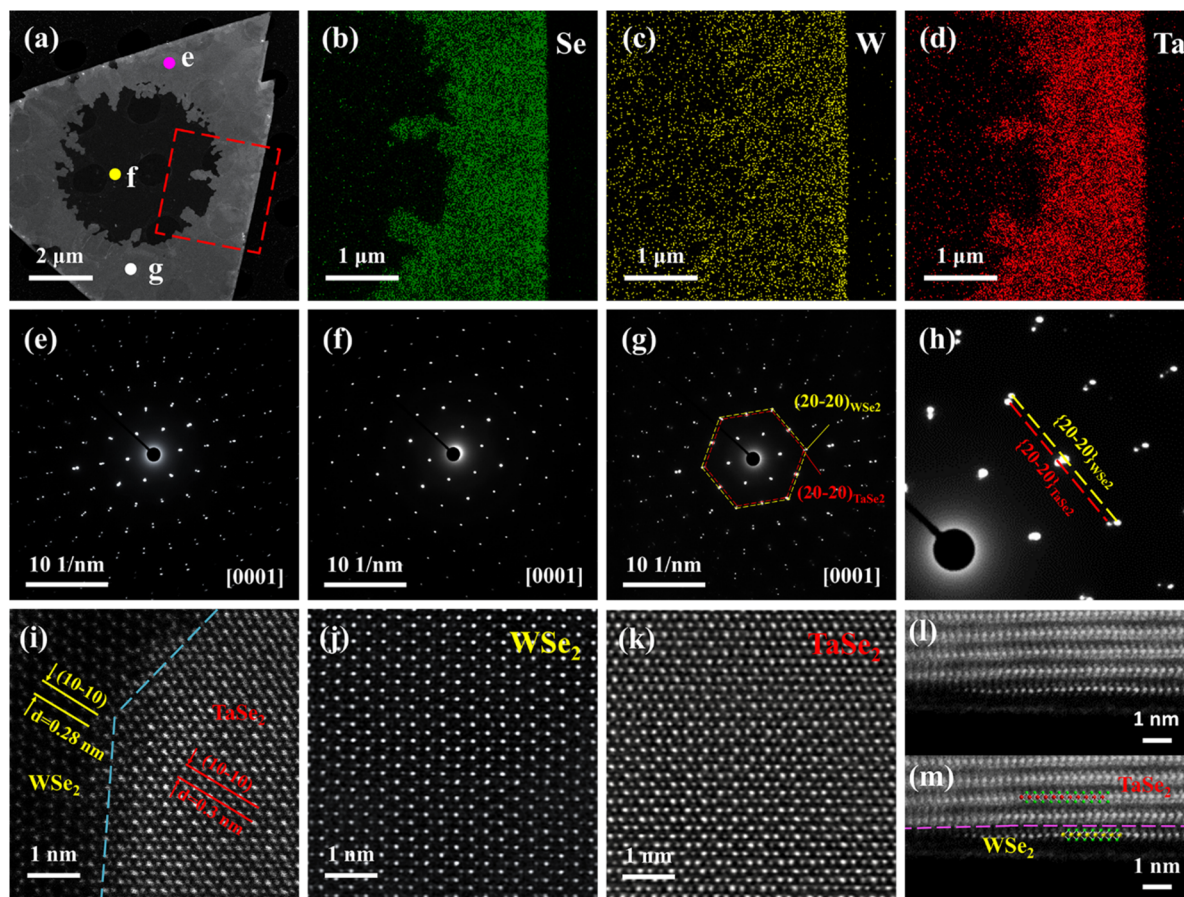 (a)
e
f
g
2 μm
(b)
Se
1 μm
(c)
W
1 μm
(d)
Ta
1 μm
(e)
10 1/nm
[0001]
(f)
10 1/nm
[0001]
(g)
(20-20)WSe2
(20-20)TaSe2
10 1/nm
[0001]
(h)
{20-20}WSe2
{20-20}TaSe2
(i)
(10-10)
d=0.28 nm
WSe2
TaSe2
(10-10)
d=0.3 nm
1 nm
(j)
WSe2
1 nm
(k)
TaSe2
1 nm
(l)
1 nm
(m)
TaSe2
WSe2
1 nm